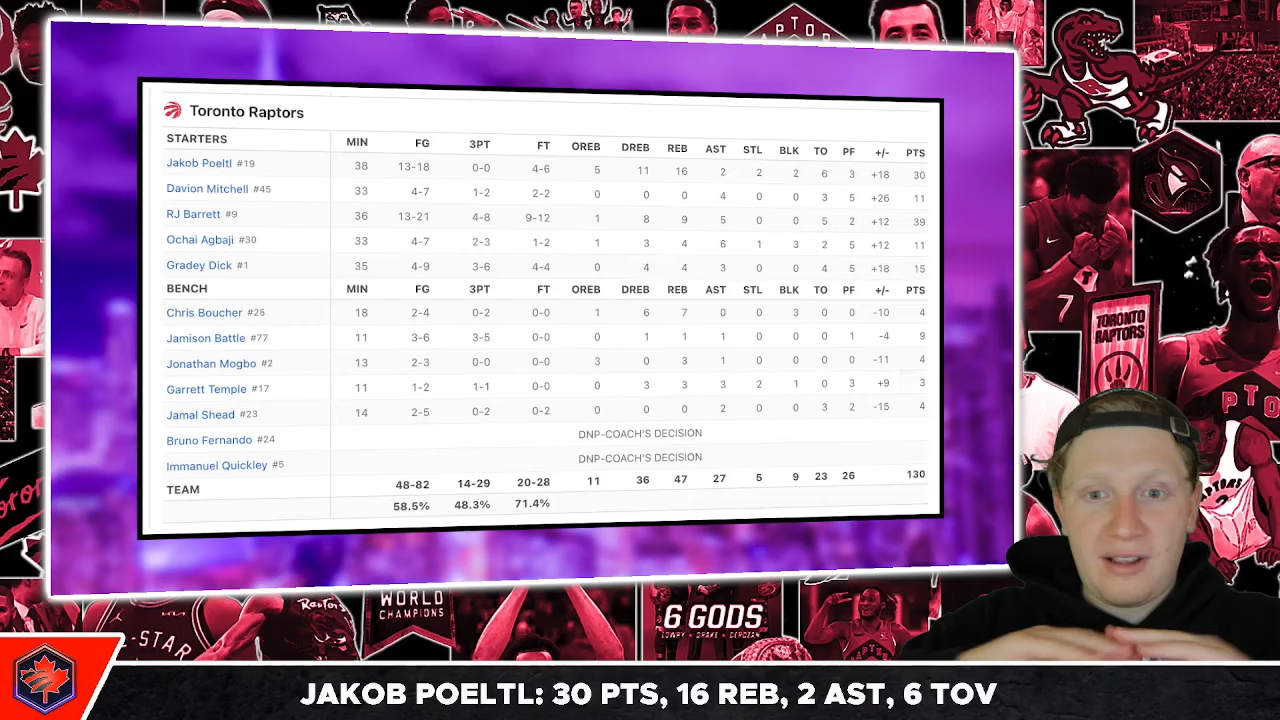 Toronto Raptors
STARTERS MIN FG 3PT FT OREB DREB REB AST STL BLK TO PF +/- PTS
Jakob Poeltl #19 38 13-18 0-0 4-6 5 11 16 2 2 2 6 3 +18 30
Davion Mitchell #45 33 4-7 1-2 2-2 0 0 0 4 0 0 3 5 +26 11
RJ Barrett #9 36 13-21 4-8 9-12 1 8 9 5 0 0 5 2 +12 39
Ochai Agbaji #30 33 4-7 2-3 1-2 1 3 4 6 1 3 2 5 +12 11
Gradey Dick #1 35 4-9 3-6 4-4 0 4 4 3 0 0 4 5 +18 15
BENCH MIN FG 3PT FT OREB DREB REB AST STL BLK TO PF +/- PTS
Chris Boucher #25 18 2-4 0-2 0-0 1 6 7 0 0 3 0 0 -10 4
Jamison Battle #77 11 3-6 3-5 0-0 0 1 1 1 0 0 0 1 -4 9
Jonathan Mogbo #2 13 2-3 0-0 0-0 3 0 3 1 0 0 0 0 -11 4
Garrett Temple #17 11 1-2 1-1 0-0 0 3 3 3 2 1 0 3 +9 3
Jamal Shead #23 14 2-5 0-2 0-2 0 0 0 2 0 0 3 2 -15 4
Bruno Fernando #24 DNP-COACH'S DECISION
Immanuel Quickley #5 DNP-COACH'S DECISION
TEAM 48-82 14-29 20-28 11 36 47 27 5 9 23 26 130
58.5% 48.3% 71.4%
TORONTO
RAPTORS
WORLD
CHAMPIONS
6 GODS
-STAR
JAKOB POELTL: 30 PTS, 16 REB, 2 AST, 6 TOV